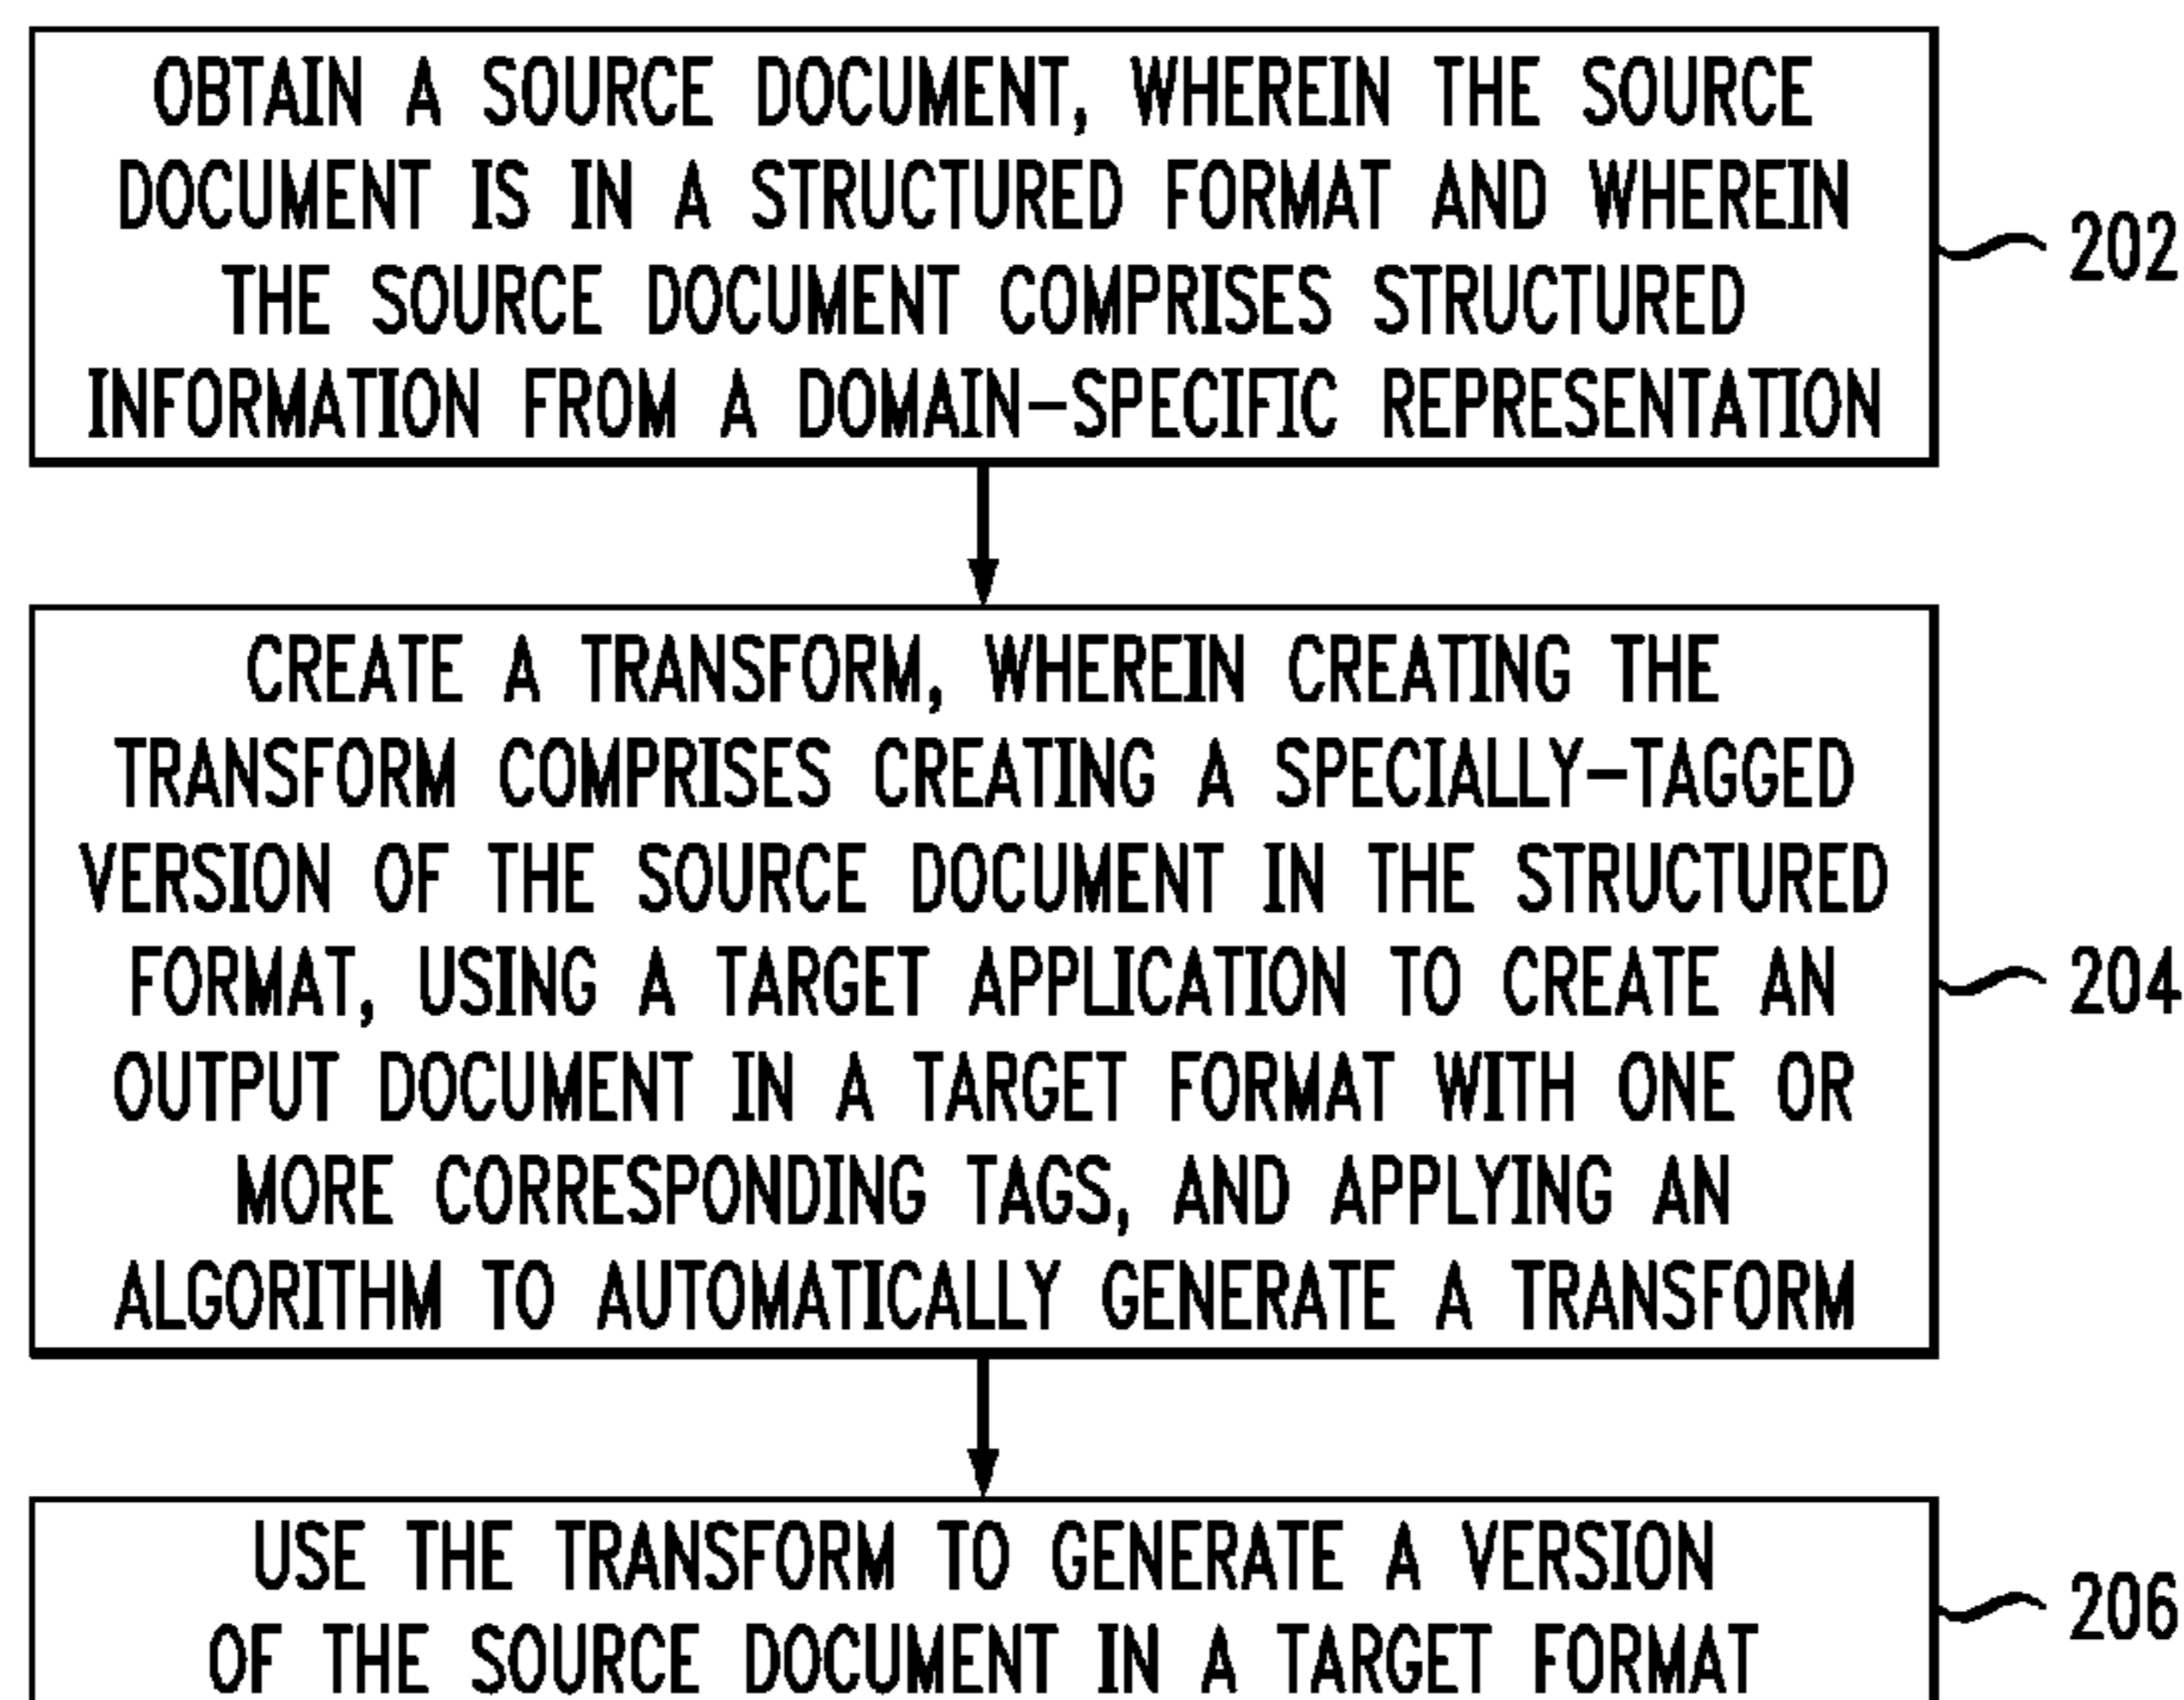 OBTAIN A SOURCE DOCUMENT, WHEREIN THE SOURCE
DOCUMENT IS IN A STRUCTURED FORMAT AND WHEREIN
THE SOURCE DOCUMENT COMPRISES STRUCTURED
INFORMATION FROM A DOMAIN-SPECIFIC REPRESENTATION
202
CREATE A TRANSFORM, WHEREIN CREATING THE
TRANSFORM COMPRISES CREATING A SPECIALLY-TAGGED
VERSION OF THE SOURCE DOCUMENT IN THE STRUCTURED
FORMAT, USING A TARGET APPLICATION TO CREATE AN
OUTPUT DOCUMENT IN A TARGET FORMAT WITH ONE OR
MORE CORRESPONDING TAGS, AND APPLYING AN
ALGORITHM TO AUTOMATICALLY GENERATE A TRANSFORM
204
USE THE TRANSFORM TO GENERATE A VERSION
OF THE SOURCE DOCUMENT IN A TARGET FORMAT
206